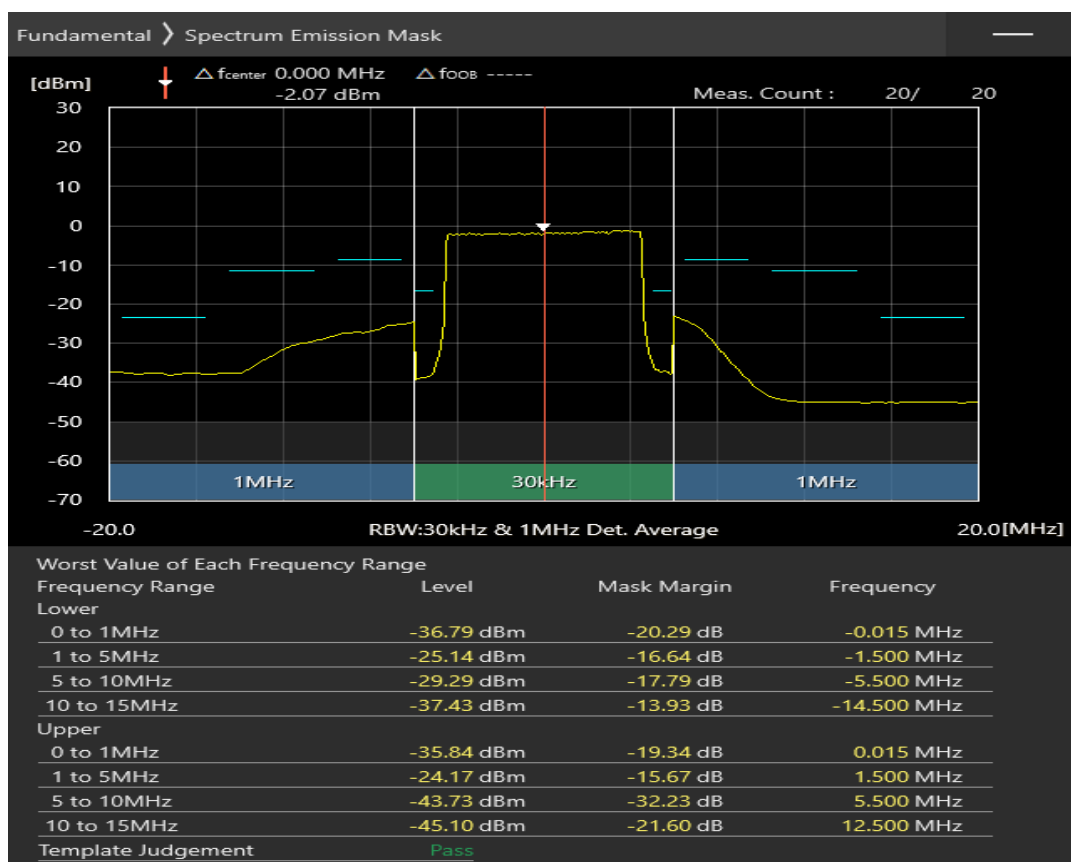 Fundamental ❯ Spectrum Emission Mask
[dBm] △ fcenter 0.000 MHz △ fOOB -----
-2.07 dBm Meas. Count : 20/ 20
30
20
10
0
-10
-20
-30
-40
-50
-60
-70
1MHz 30kHz 1MHz
-20.0 RBW:30kHz & 1MHz Det. Average 20.0[MHz]
Worst Value of Each Frequency Range
Frequency Range Level Mask Margin Frequency
Lower
0 to 1MHz -36.79 dBm -20.29 dB -0.015 MHz
1 to 5MHz -25.14 dBm -16.64 dB -1.500 MHz
5 to 10MHz -29.29 dBm -17.79 dB -5.500 MHz
10 to 15MHz -37.43 dBm -13.93 dB -14.500 MHz
Upper
0 to 1MHz -35.84 dBm -19.34 dB 0.015 MHz
1 to 5MHz -24.17 dBm -15.67 dB 1.500 MHz
5 to 10MHz -43.73 dBm -32.23 dB 5.500 MHz
10 to 15MHz -45.10 dBm -21.60 dB 12.500 MHz
Template Judgement Pass